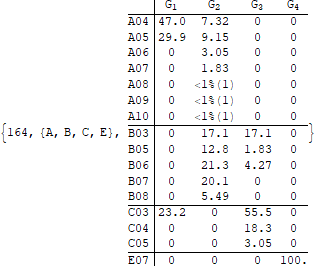 G1 G2 G3 G4
A04 47.0 7.32 0 0
A05 29.9 9.15 0 0
A06 0 3.05 0 0
A07 0 1.83 0 0
A08 0 <1%(1) 0 0
A09 0 <1%(1) 0 0
A10 0 <1%(1) 0 0
{164, {A, B, C, E}, B03 0 17.1 17.1 0 }
B05 0 12.8 1.83 0
B06 0 21.3 4.27 0
B07 0 20.1 0 0
B08 0 5.49 0 0
C03 23.2 0 55.5 0
C04 0 0 18.3 0
C05 0 0 3.05 0
E07 0 0 0 100.